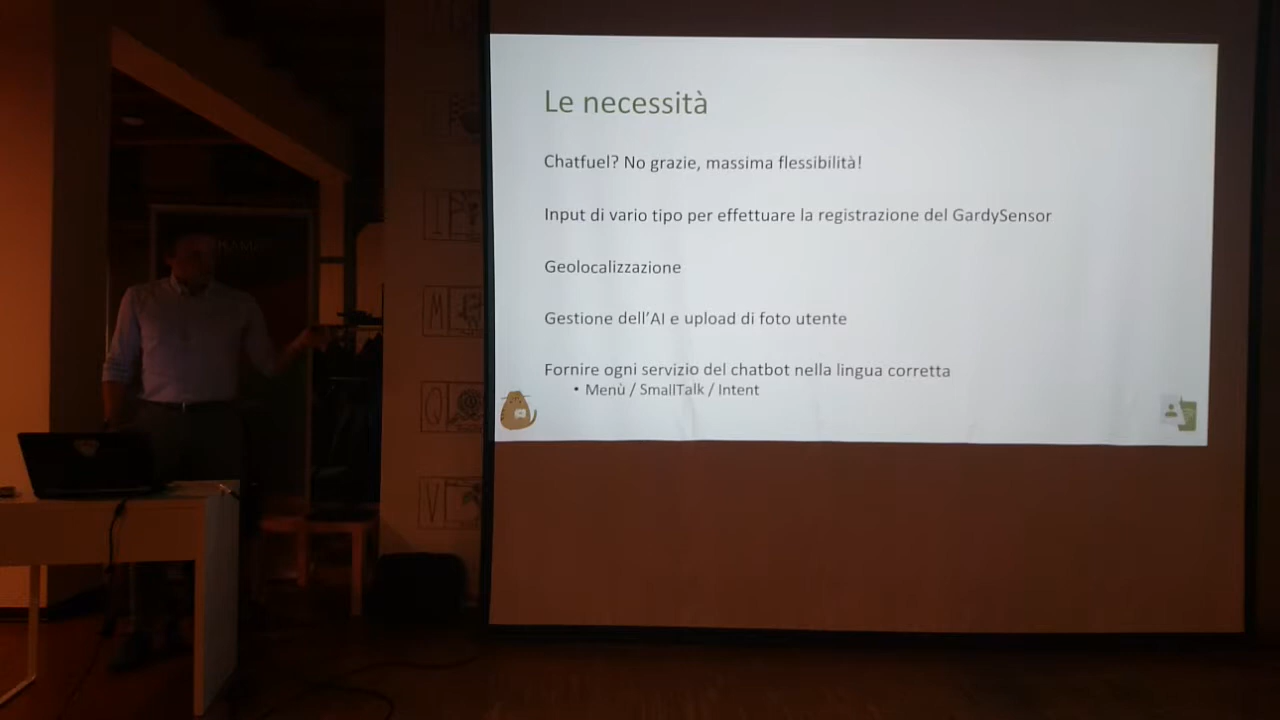 Le necessità
Chatfuel? No grazie, massima flessibilità!
Input di vario tipo per effettuare la registrazione del GardySensor
Geolocalizzazione
Gestione dell'AI e upload di foto utente
Fornire ogni servizio del chatbot nella lingua corretta
• Menù / SmallTalk / Intent
I
M
Q
V